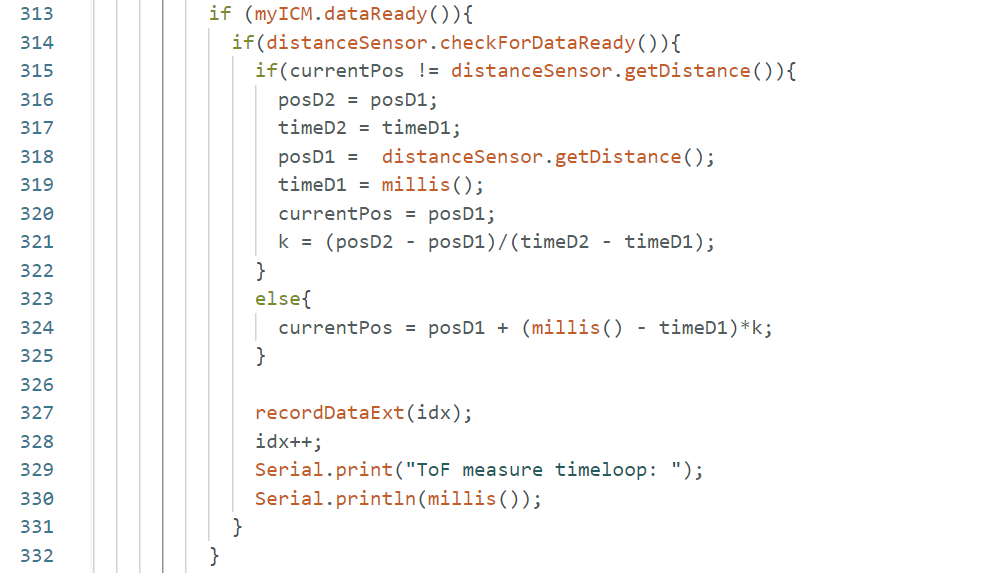 313 if (myICM.dataReady()){
314 if(distanceSensor.checkForDataReady()){
315 if(currentPos != distanceSensor.getDistance()){
316 posD2 = posD1;
317 timeD2 = timeD1;
318 posD1 =  distanceSensor.getDistance();
319 timeD1 = millis();
320 currentPos = posD1;
321 k = (posD2 - posD1)/(timeD2 - timeD1);
322 }
323 else{
324 currentPos = posD1 + (millis() - timeD1)*k;
325 }
326
327 recordDataExt(idx);
328 idx++;
329 Serial.print("ToF measure timeloop: ");
330 Serial.println(millis());
331 }
332 }